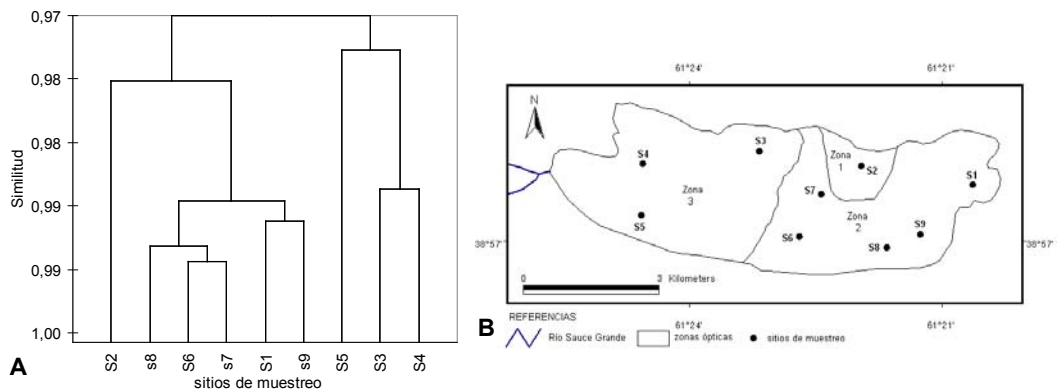 0,97
0,98
0,98
0,99
0,99
1,00
Similitud
S2 s8 S6 s7 S1 s9 S5 S3 S4
sitios de muestreo
A
61°24' 61°21'
N
S4
S3
Zona
1
S2
S1
Zona
3
S7
S5
Zona
2
S6
S9
S8
38°57' 38°57'
0 3 Kilometers
61°24' 61°21'
B
REFERENCIAS
Río Sauce Grande zonas ópticas sitios de muestreo